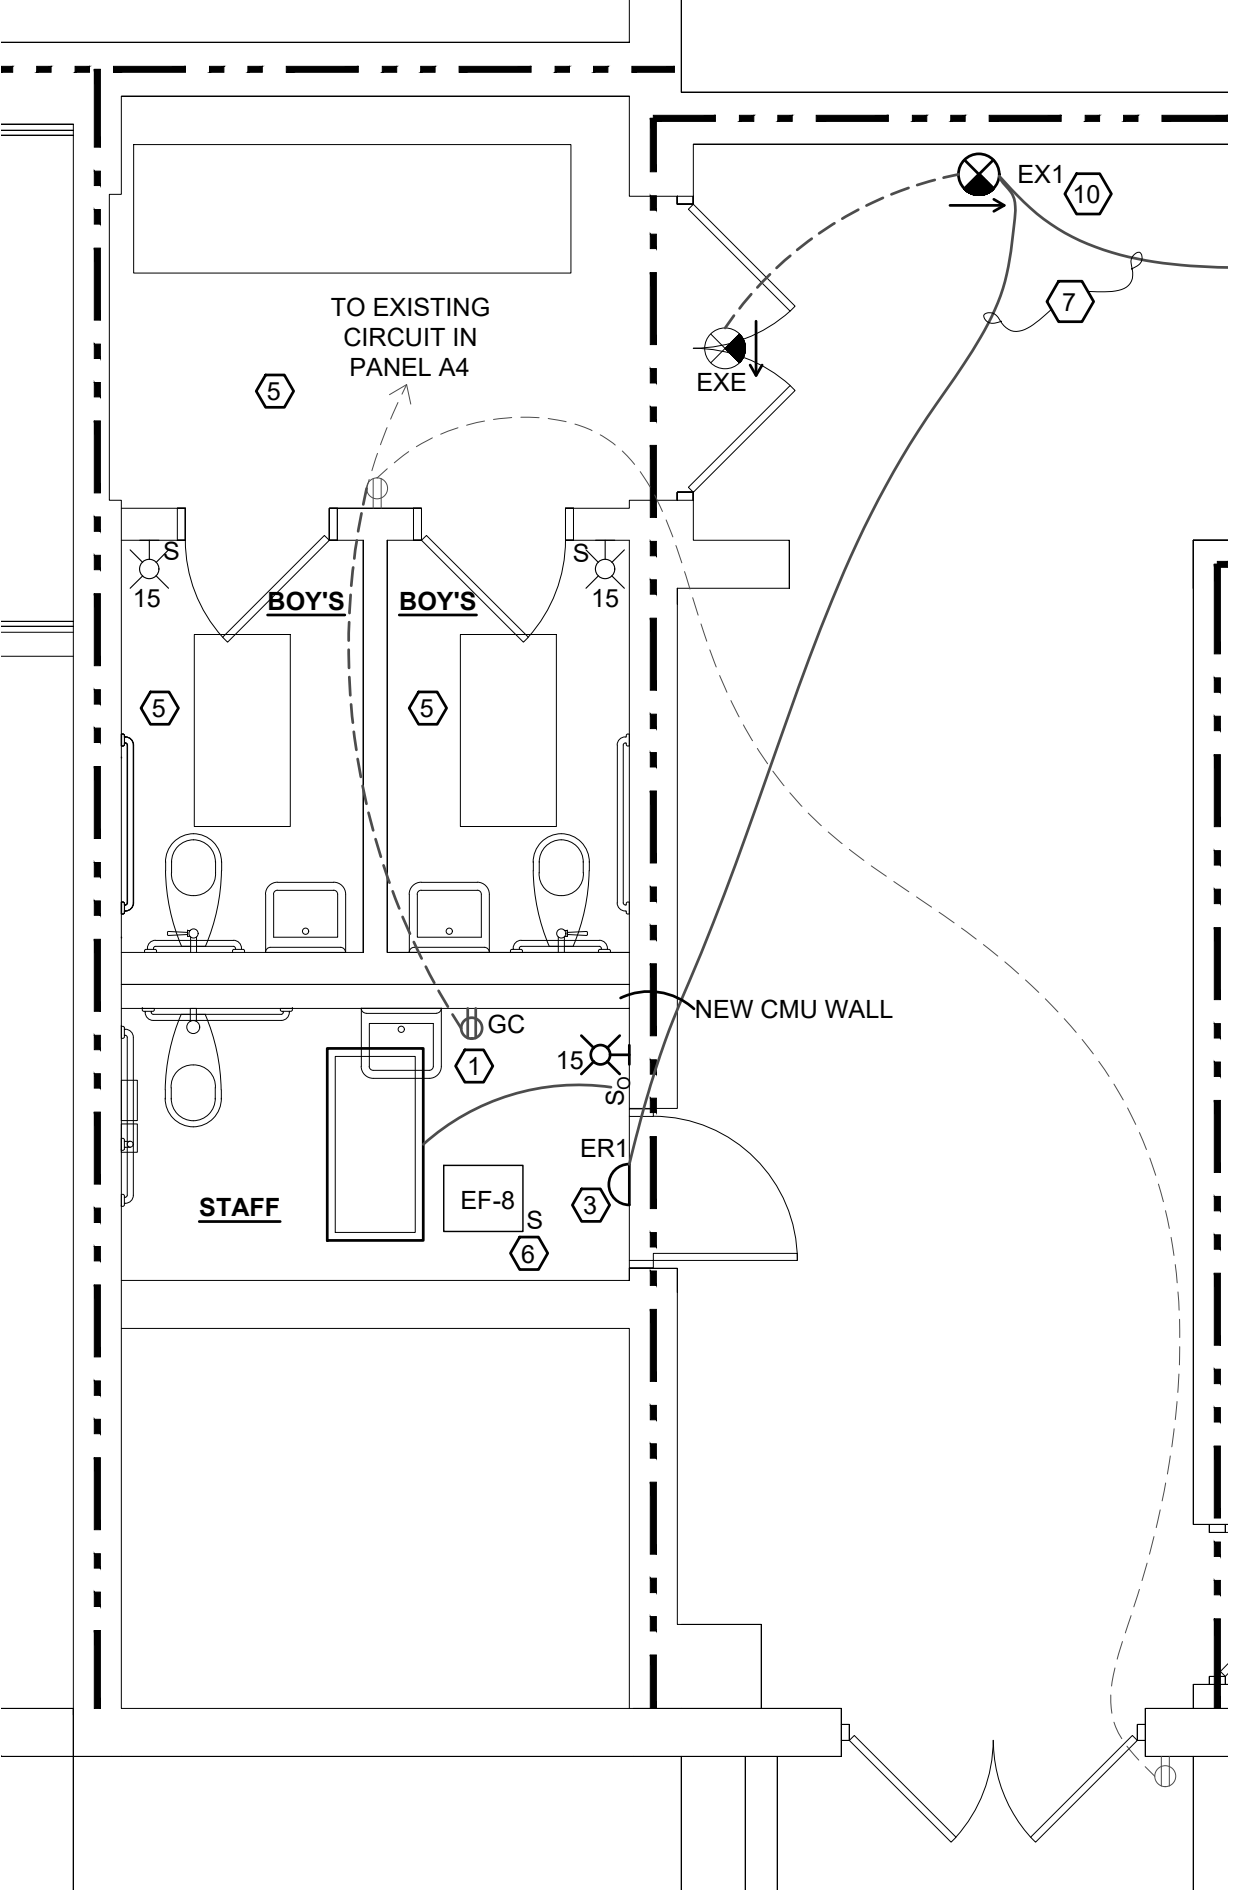 EX1
10
7
TO EXISTING
CIRCUIT IN
PANEL A4
EXE
5
S
S
15
15
BOY'S
BOY'S
5
5
NEW CMU WALL
GC
15
1
SO
ER1
EF-8
3
STAFF
S
6